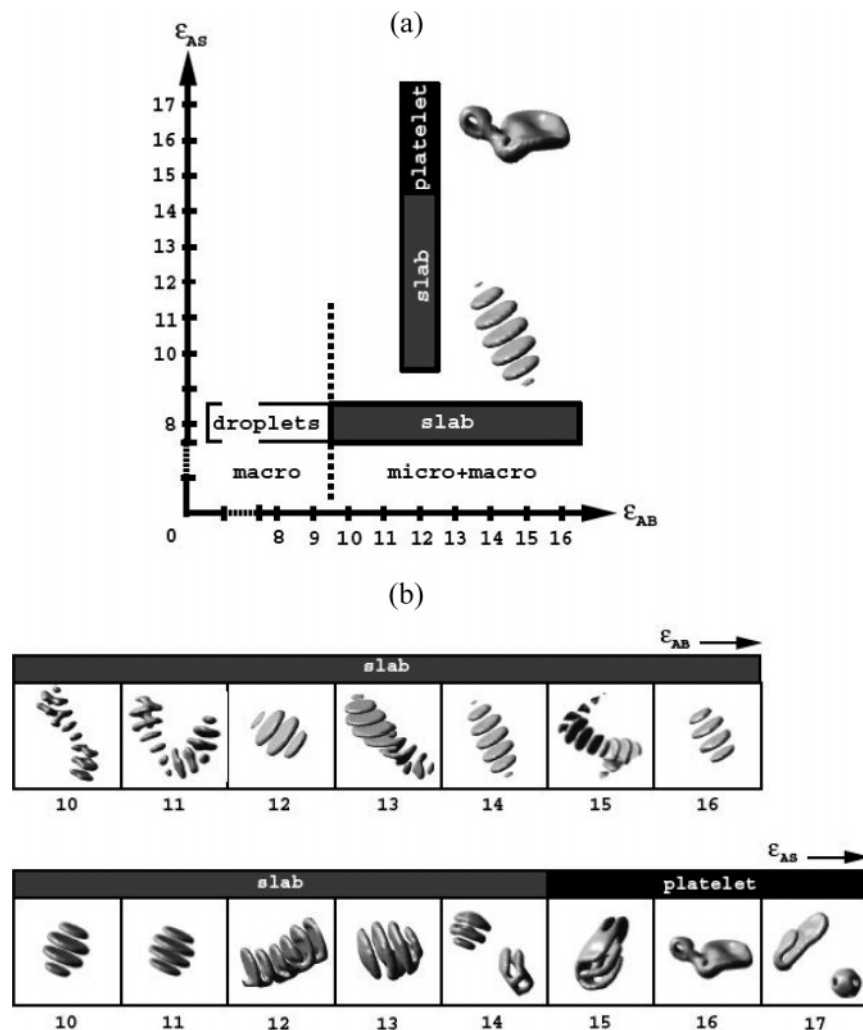 (a)
ε_AS
17
16
15
14
13
12
11
10
8
0
platelet
slab
droplets
slab
macro
micro+macro
8 9 10 11 12 13 14 15 16
ε_AB
(b)
ε_AB
slab
10 11 12 13 14 15 16
ε_AS
slab platelet
10 11 12 13 14 15 16 17